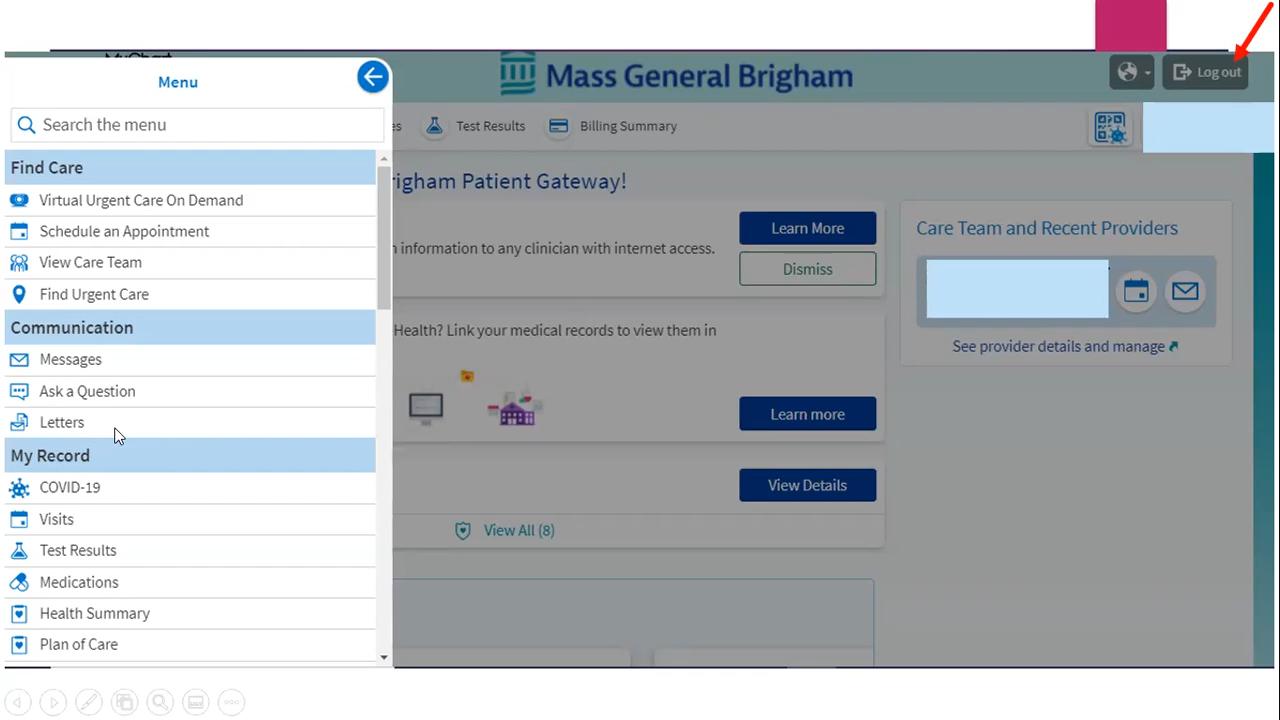 Mass General Brigham
Log out
Menu
Search the menu
Test Results
Billing Summary
Find Care
Virtual Urgent Care On Demand
Schedule an Appointment
View Care Team
Find Urgent Care
Communication
Messages
Ask a Question
Letters
My Record
COVID-19
Visits
Test Results
Medications
Health Summary
Plan of Care
Patient Gateway!
information to any clinician with internet access.
Learn More
Dismiss
Health? Link your medical records to view them in
Learn more
View Details
View All (8)
Care Team and Recent Providers
See provider details and manage